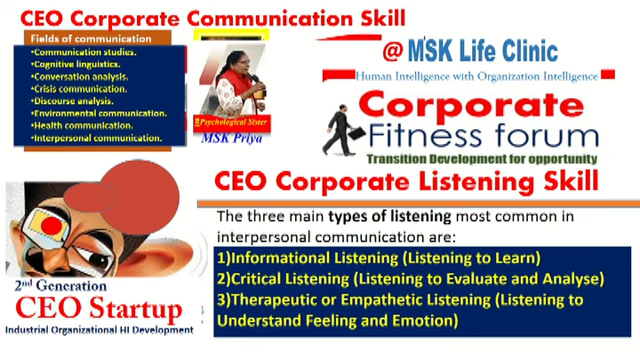 CEO Corporate Communication Skill
Fields of communication
•Communication studies.
•Cognitive linguistics.
•Conversation analysis.
•Crisis communication.
•Discourse analysis.
•Environmental communication.
•Health communication.
•Interpersonal communication.
#Psychological Sister
MSK Priya
@ MSK Life Clinic
Human Intelligence with Organization Intelligence
Corporate
Fitness forum
Transition Development for opportunity
CEO Corporate Listening Skill
The three main types of listening most common in
interpersonal communication are:
1)Informational Listening (Listening to Learn)
2)Critical Listening (Listening to Evaluate and Analyse)
3)Therapeutic or Empathetic Listening (Listening to
Understand Feeling and Emotion)
2nd Generation
CEO Startup
Industrial Organizational HI Development